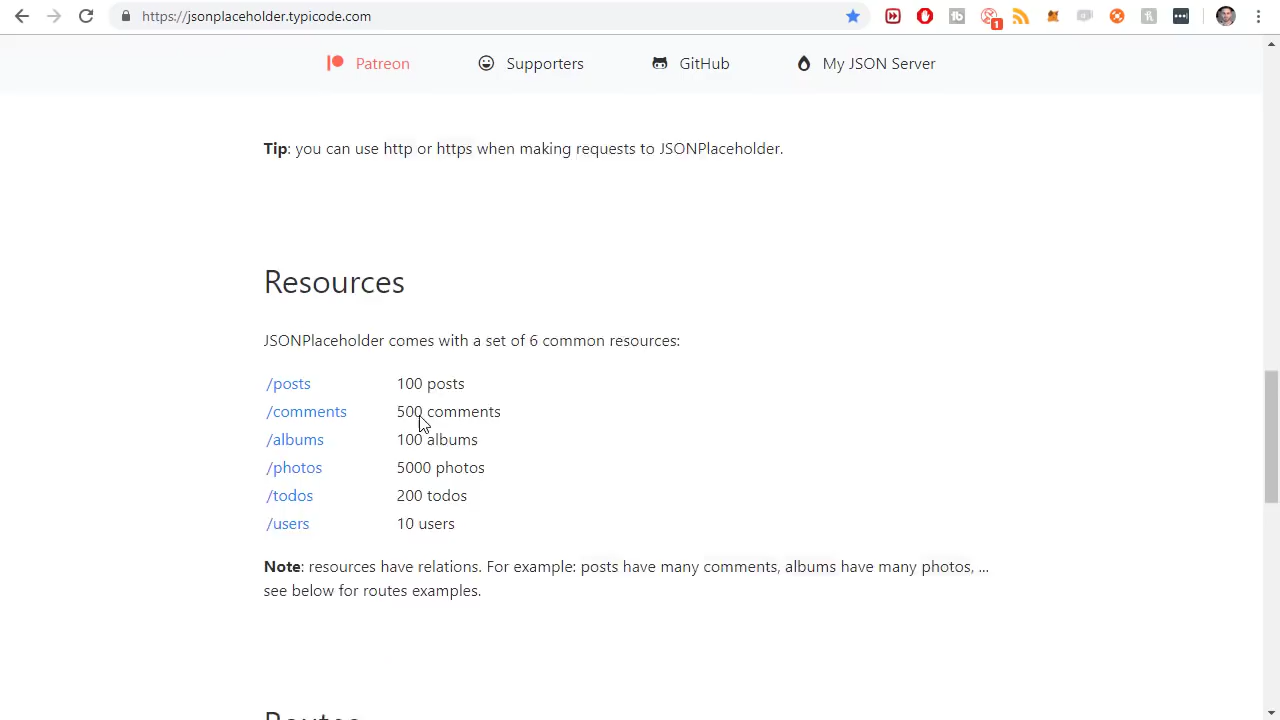 https://jsonplaceholder.typicode.com
1
Patreon Supporters GitHub My JSON Server
Tip: you can use http or https when making requests to JSONPlaceholder.
Resources
JSONPlaceholder comes with a set of 6 common resources:
/posts 100 posts
/comments 500 comments
/albums 100 albums
/photos 5000 photos
/todos 200 todos
/users 10 users
Note: resources have relations. For example: posts have many comments, albums have many photos, ...
see below for routes examples.
Routes